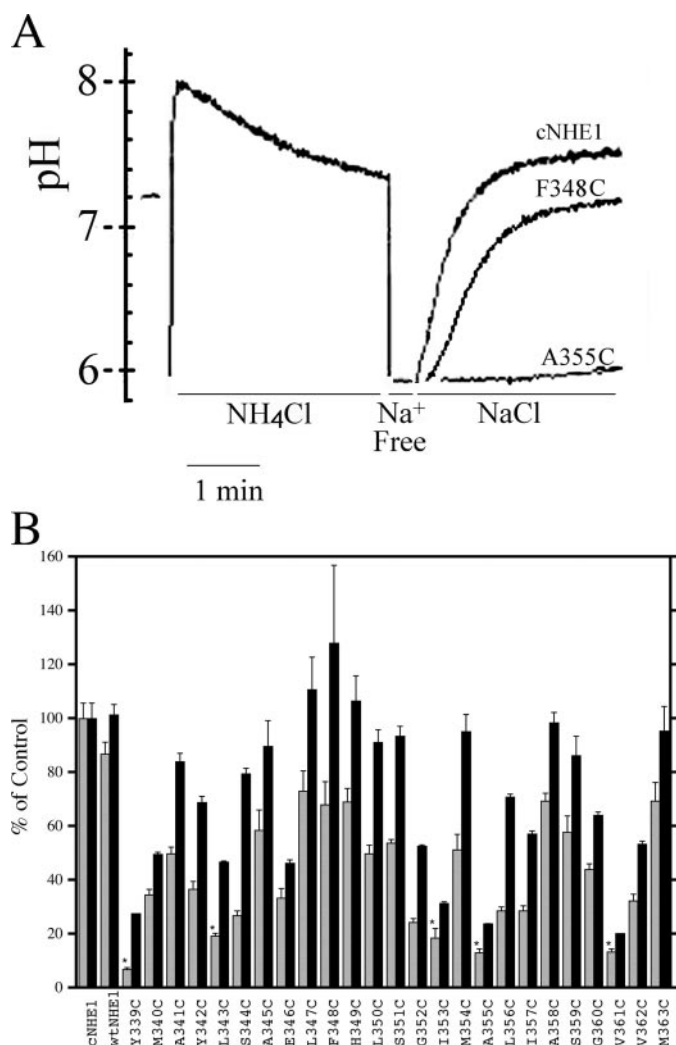 A
8
7
6
pH
cNHE1
F348C
A355C
NH4Cl
Na+
Free
NaCl
1 min
B
160
140
120
100
80
60
40
20
0
% of Control
*
*
*
*
*
cNHE1
wtNHE1
Y339C
M340C
A341C
Y342C
L343C
S344C
A345C
E346C
L347C
F348C
H349C
L350C
S351C
G352C
I353C
M354C
A355C
L356C
I357C
A358C
S359C
G360C
V361C
V362C
M363C